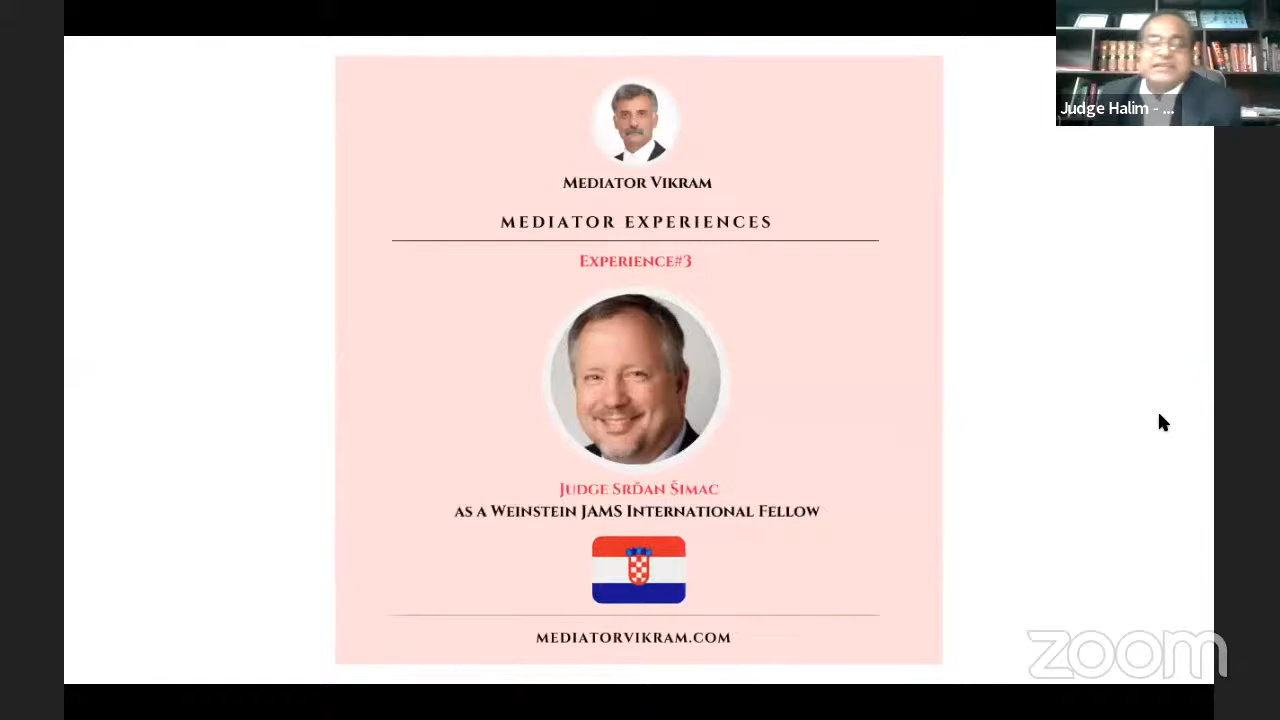 Judge Halim - ...
Mediator Vikram
MEDIATOR EXPERIENCES
Experience#3
Judge Srđan Šimac
as a Weinstein JAMS International Fellow
MEDIATORVIKRAM.COM
zoom